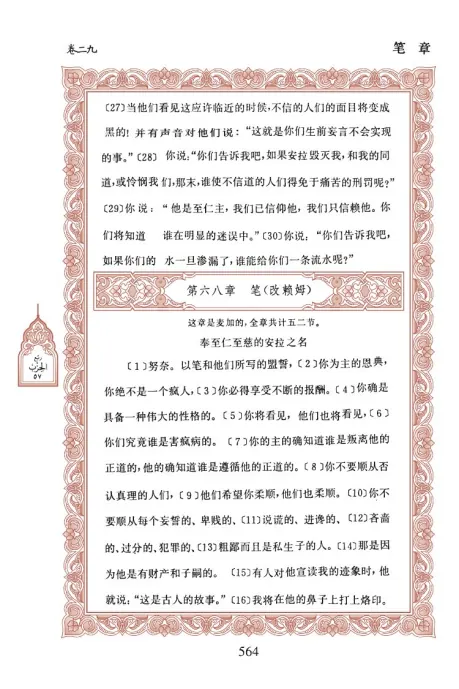 卷二九
笔 章
(27)当他们看见这应许临近的时候,不信的人们的面目将变成
黑的!并有声音对他们说:“这就是你们生前妄言不会实现
的事。”(28) 你说:“你们告诉我吧,如果安拉毁灭我,和我的同
道,或怜悯我们,那末,谁使不信道的人们得免于痛苦的刑罚呢?”
(29)你说:“他是至仁主,我们已信仰他,我们只信赖他。你
们将知道 谁在明显的迷误中。”(30)你说:“你们告诉我吧,
如果你们的 水一旦渗漏了,谁能给你们一条流水呢?”
第六八章 笔(改赖姆)
这章是麦加的,全章共计五二节。
奉至仁至慈的安拉之名
(1)努奈。以笔和他们所写的盟誓,(2)你为主的恩典,
你绝不是一个疯人,(3)你必得享受不断的报酬。(4)你确是
具备一种伟大的性格的。(5)你将看见,他们也将看见,(6)
你们究竟谁是害疯病的。(7)你的主的确知道谁是叛离他的
正道的,他的确知道谁是遵循他的正道的。(8)你不要顺从否
认真理的人们,(9)他们希望你柔顺,他们也柔顺。(10)你不
要顺从每个妄誓的、卑贱的、(11)说谎的、进谗的、(12)吝啬
的、过分的、犯罪的、(13)粗鄙而且是私生子的人。(14)那是因
为他是有财产和子嗣的。(15)有人对他宣读我的迹象时,他
就说:“这是古人的故事。”(16)我将在他的鼻子上打上烙印。
ربع
الحزب
٥٧
564